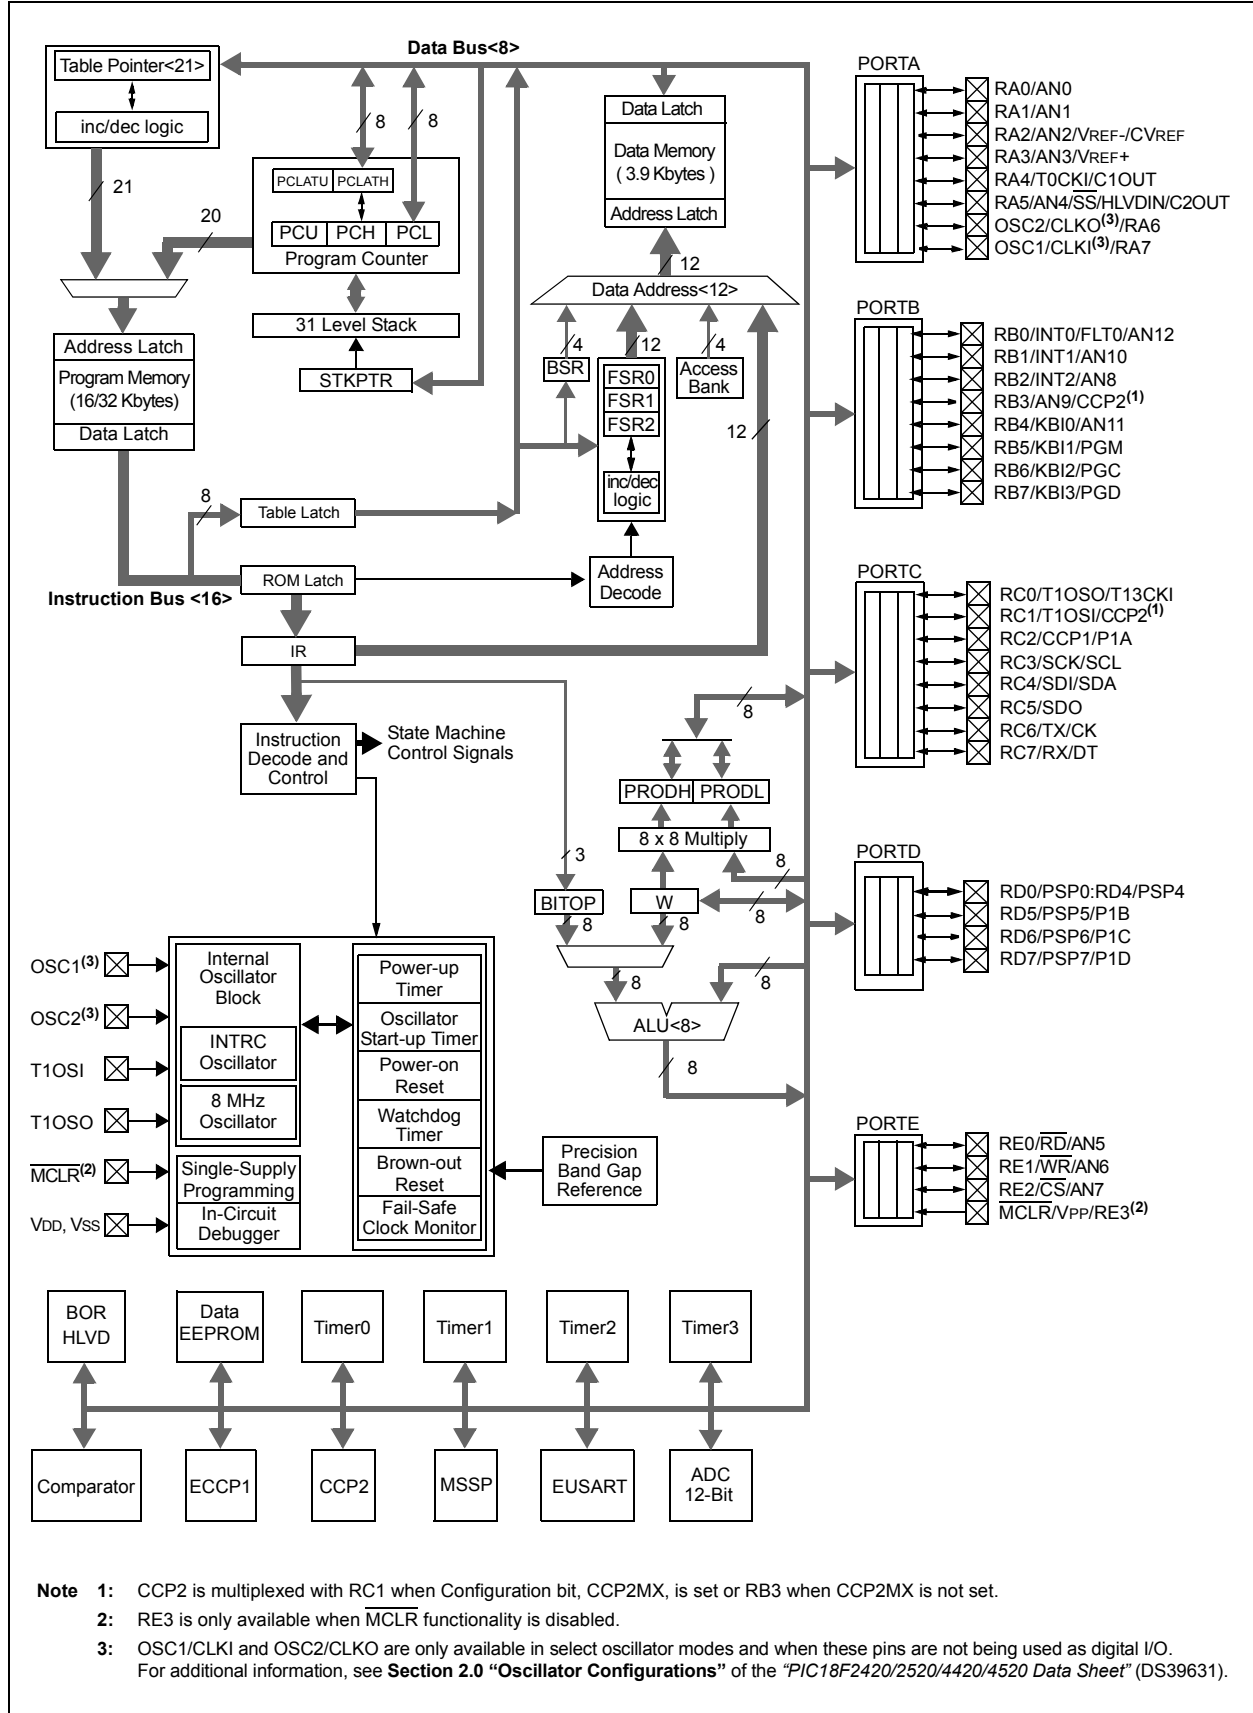 Data Bus<8>
Table Pointer<21>
inc/dec logic
21
20
8
8
PCLATU
PCLATH
PCU
PCH
PCL
Program Counter
31 Level Stack
STKPTR
Data Latch
Data Memory
( 3.9 Kbytes )
Address Latch
12
Data Address<12>
4
12
4
BSR
FSR0
FSR1
FSR2
inc/dec
logic
Access
Bank
12
Address Latch
Program Memory
(16/32 Kbytes)
Data Latch
8
Table Latch
ROM Latch
Instruction Bus <16>
Address
Decode
IR
Instruction
Decode and
Control
State Machine
Control Signals
8
PRODH
PRODL
8 x 8 Multiply
3
8
BITOP
W
8
8
8
8
8
ALU<8>
8
OSC1(3)
OSC2(3)
T1OSI
T1OSO
MCLR(2)
VDD, VSS
Internal
Oscillator
Block
INTRC
Oscillator
8 MHz
Oscillator
Single-Supply
Programming
In-Circuit
Debugger
Power-up
Timer
Oscillator
Start-up Timer
Power-on
Reset
Watchdog
Timer
Brown-out
Reset
Fail-Safe
Clock Monitor
Precision
Band Gap
Reference
PORTA
RA0/AN0
RA1/AN1
RA2/AN2/VREF-/CVREF
RA3/AN3/VREF+
RA4/T0CKI/C1OUT
RA5/AN4/SS/HLVDIN/C2OUT
OSC2/CLKO(3)/RA6
OSC1/CLKI(3)/RA7
PORTB
RB0/INT0/FLT0/AN12
RB1/INT1/AN10
RB2/INT2/AN8
RB3/AN9/CCP2(1)
RB4/KBI0/AN11
RB5/KBI1/PGM
RB6/KBI2/PGC
RB7/KBI3/PGD
PORTC
RC0/T1OSO/T13CKI
RC1/T1OSI/CCP2(1)
RC2/CCP1/P1A
RC3/SCK/SCL
RC4/SDI/SDA
RC5/SDO
RC6/TX/CK
RC7/RX/DT
PORTD
RD0/PSP0:RD4/PSP4
RD5/PSP5/P1B
RD6/PSP6/P1C
RD7/PSP7/P1D
PORTE
RE0/RD/AN5
RE1/WR/AN6
RE2/CS/AN7
MCLR/VPP/RE3(2)
BOR
HLVD
Data
EEPROM
Timer0
Timer1
Timer2
Timer3
Comparator
ECCP1
CCP2
MSSP
EUSART
ADC
12-Bit
Note 1: CCP2 is multiplexed with RC1 when Configuration bit, CCP2MX, is set or RB3 when CCP2MX is not set.
2: RE3 is only available when MCLR functionality is disabled.
3: OSC1/CLKI and OSC2/CLKO are only available in select oscillator modes and when these pins are not being used as digital I/O.
For additional information, see Section 2.0 “Oscillator Configurations” of the “PIC18F2420/2520/4420/4520 Data Sheet” (DS39631).